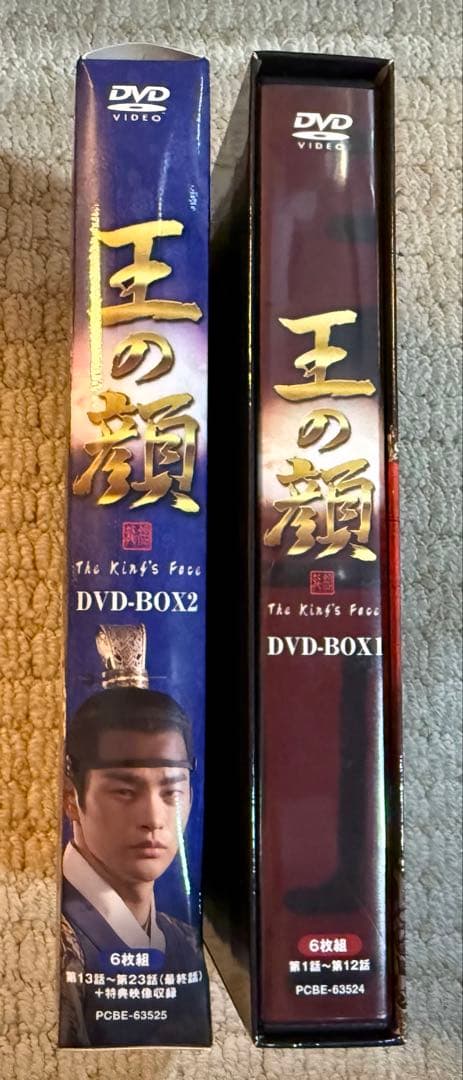 DVD
VIDEO
王の顔
The King's Face
DVD-BOX2
6枚組
第13話〜第23話(最終話)
+特典映像収録
PCBE-63525
DVD
VIDEO
王の顔
The King's Face
DVD-BOX1
6枚組
第1話〜第12話
PCBE-63524